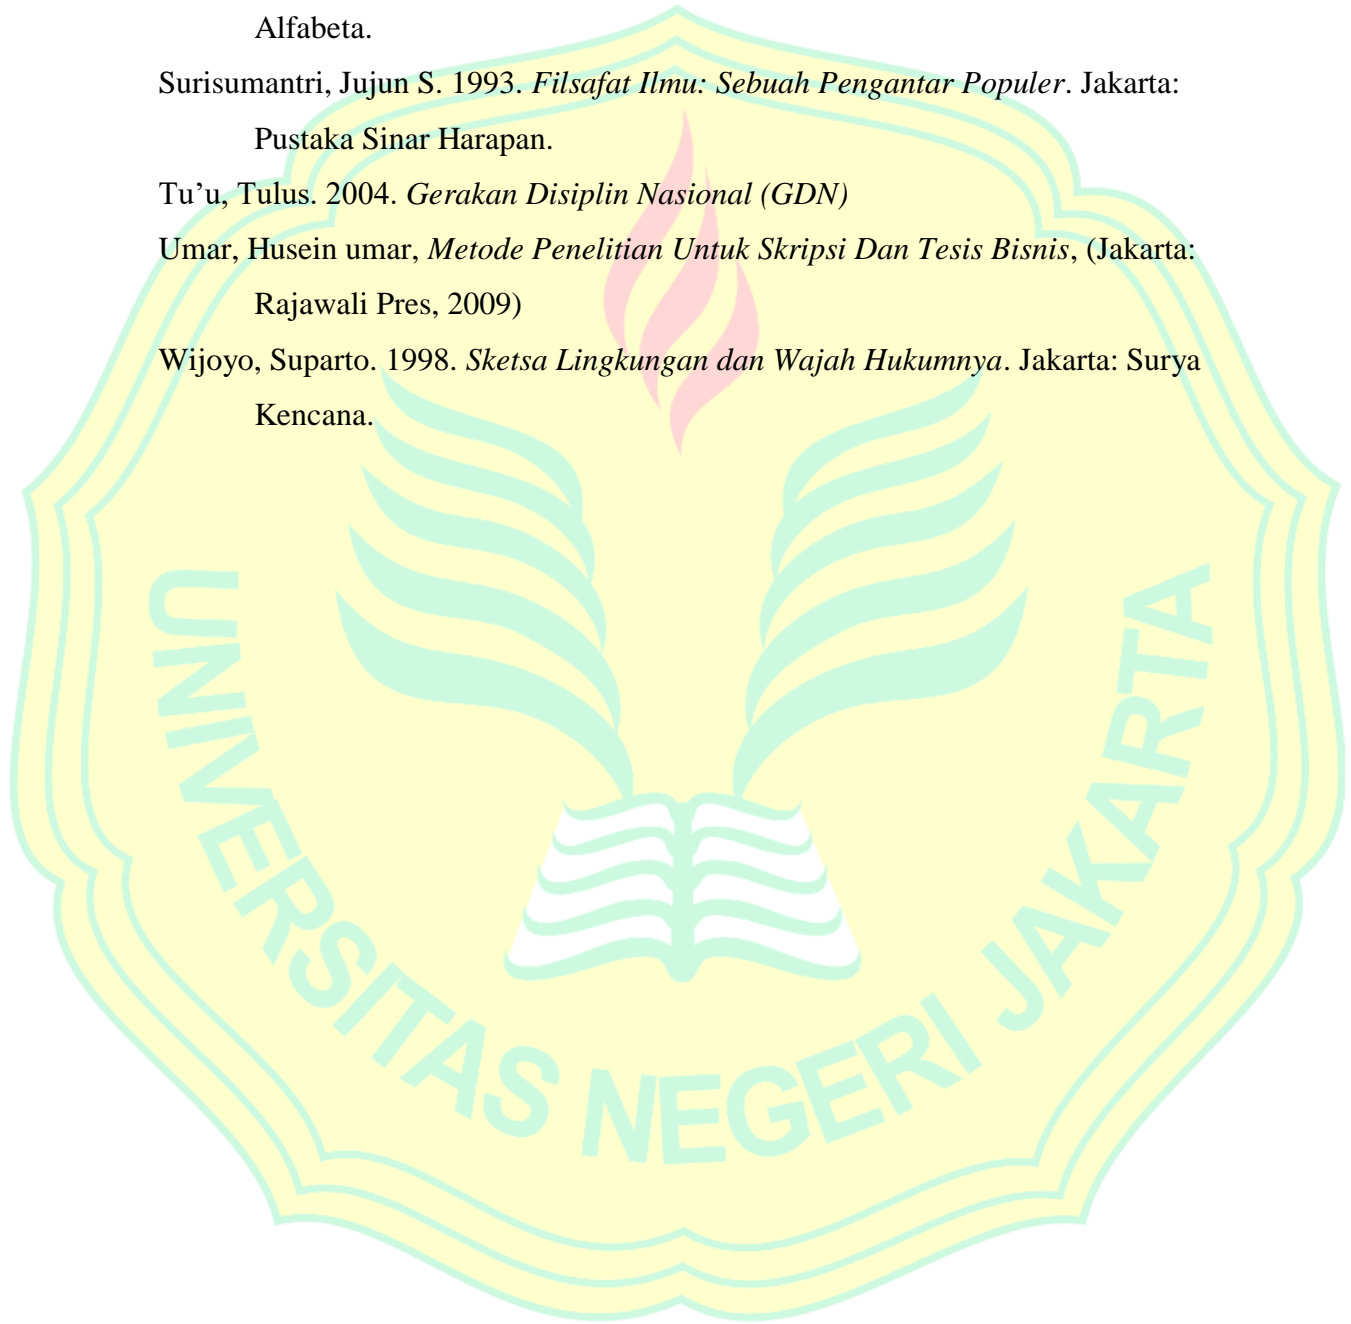 Alfabeta.
Surisumantri, Jujun S. 1993. Filsafat Ilmu: Sebuah Pengantar Populer. Jakarta:
Pustaka Sinar Harapan.
Tu’u, Tulus. 2004. Gerakan Disiplin Nasional (GDN)
Umar, Husein umar, Metode Penelitian Untuk Skripsi Dan Tesis Bisnis, (Jakarta:
Rajawali Pres, 2009)
Wijoyo, Suparto. 1998. Sketsa Lingkungan dan Wajah Hukumnya. Jakarta: Surya
Kencana.
UNIVERSITAS NEGERI JAKARTA